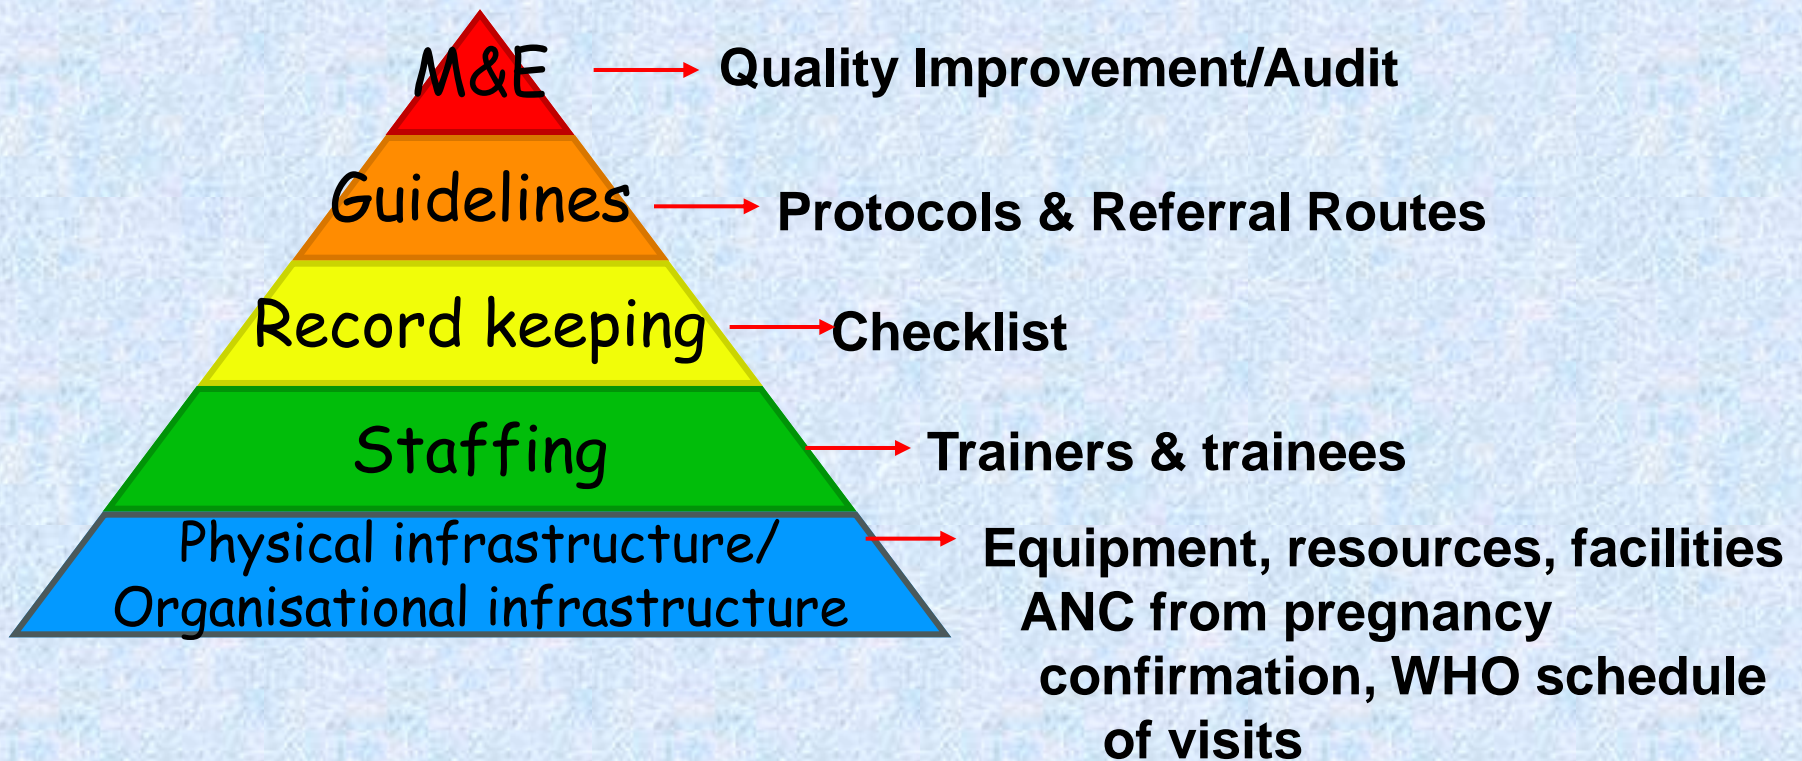 M&E
Quality Improvement/Audit
Guidelines
Protocols & Referral Routes
Record keeping
Checklist
Staffing
Trainers & trainees
Physical infrastructure/
Organisational infrastructure
Equipment, resources, facilities
ANC from pregnancy
confirmation, WHO schedule
of visits